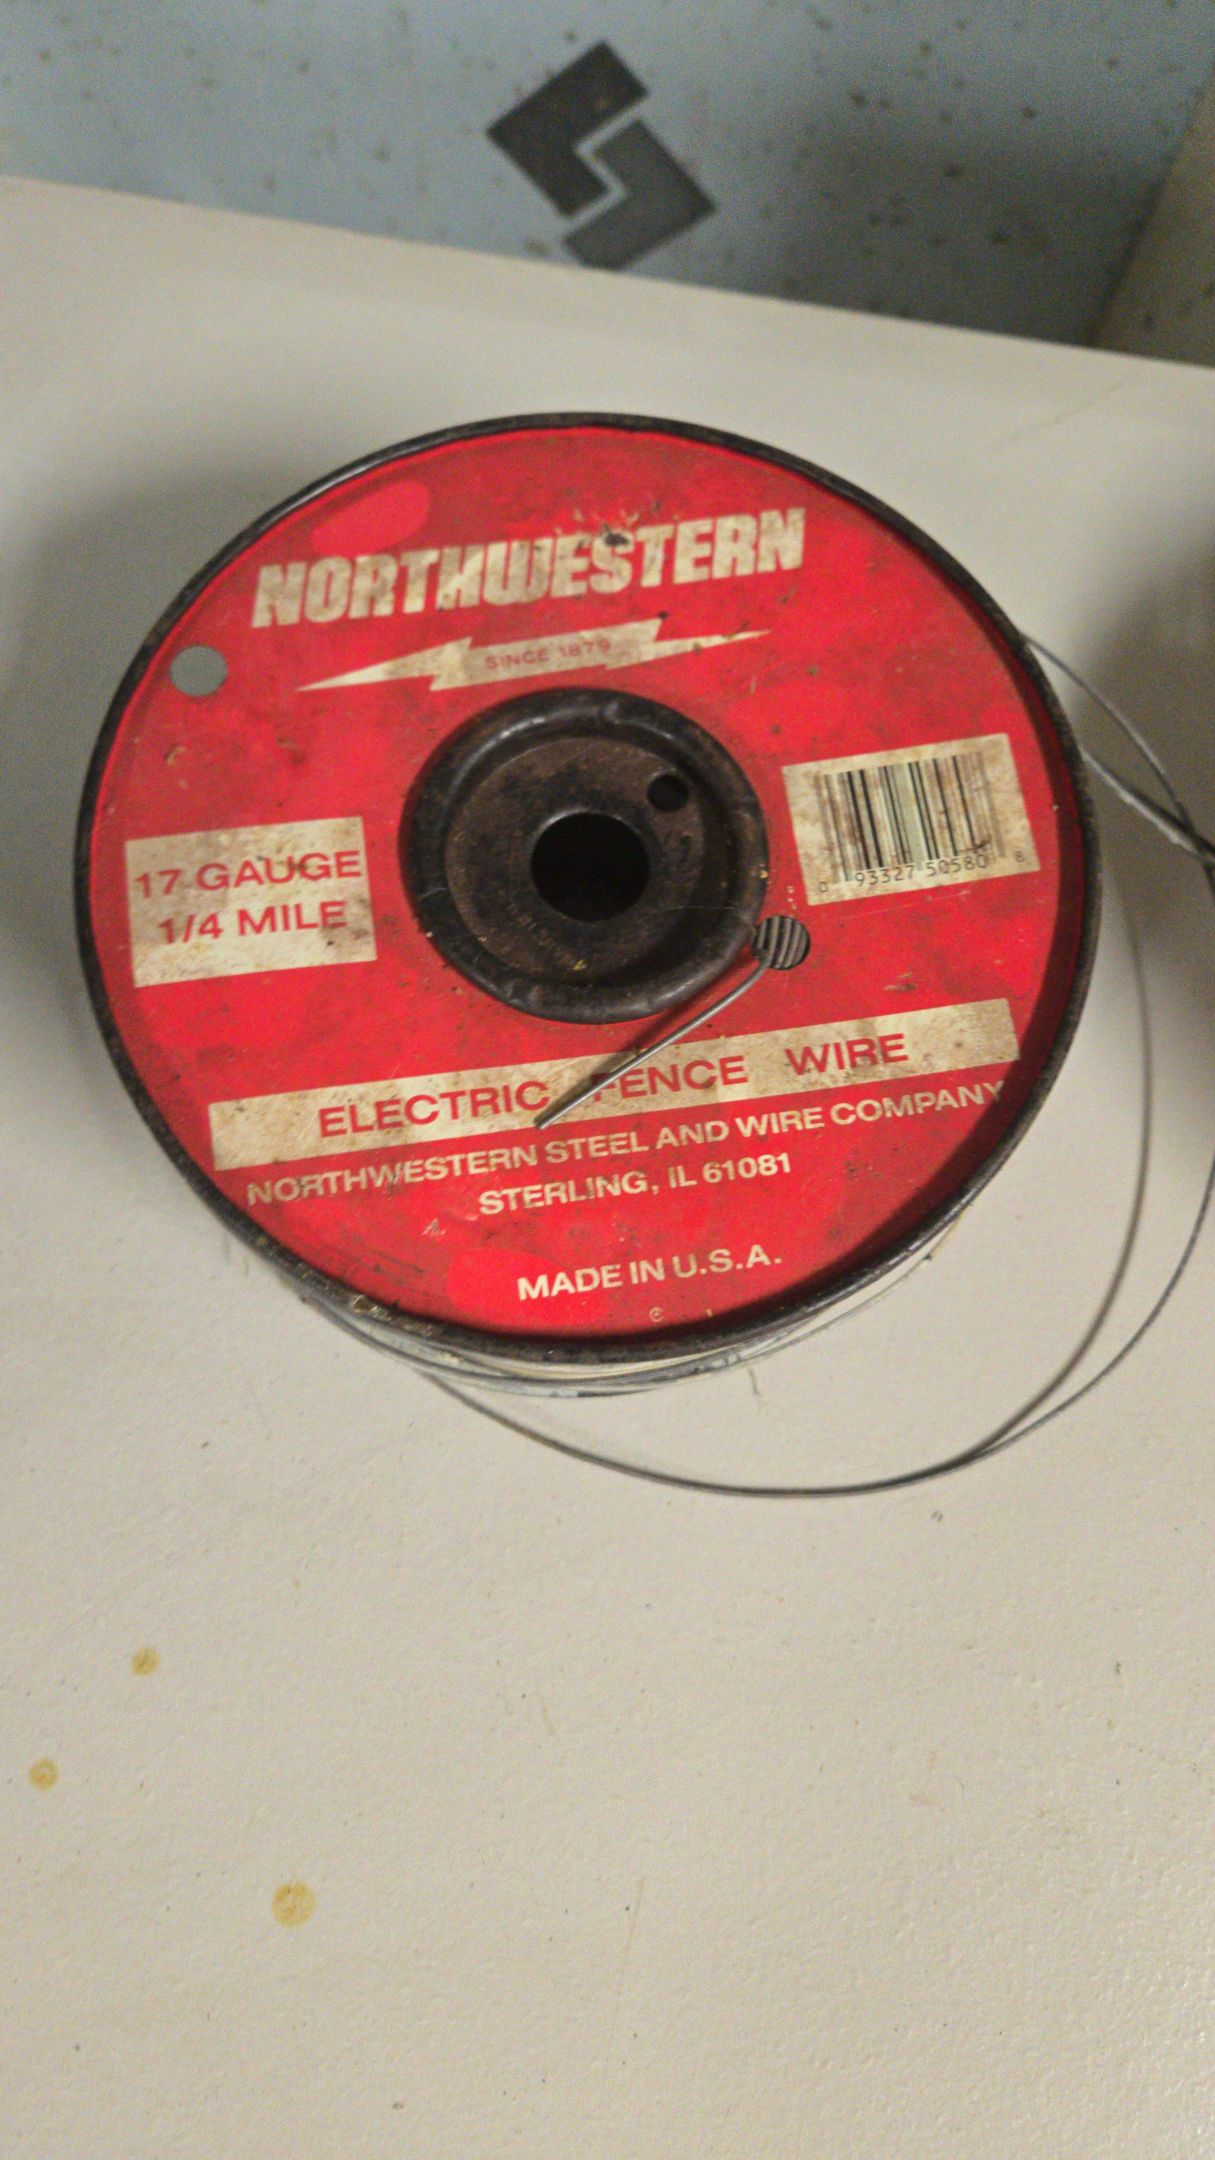 NORTHWESTERN
SINCE 1879
17 GAUGE
1/4 MILE
0 93327 50580 8
ELECTRIC FENCE WIRE
NORTHWESTERN STEEL AND WIRE COMPANY
STERLING, IL 61081
MADE IN U.S.A.